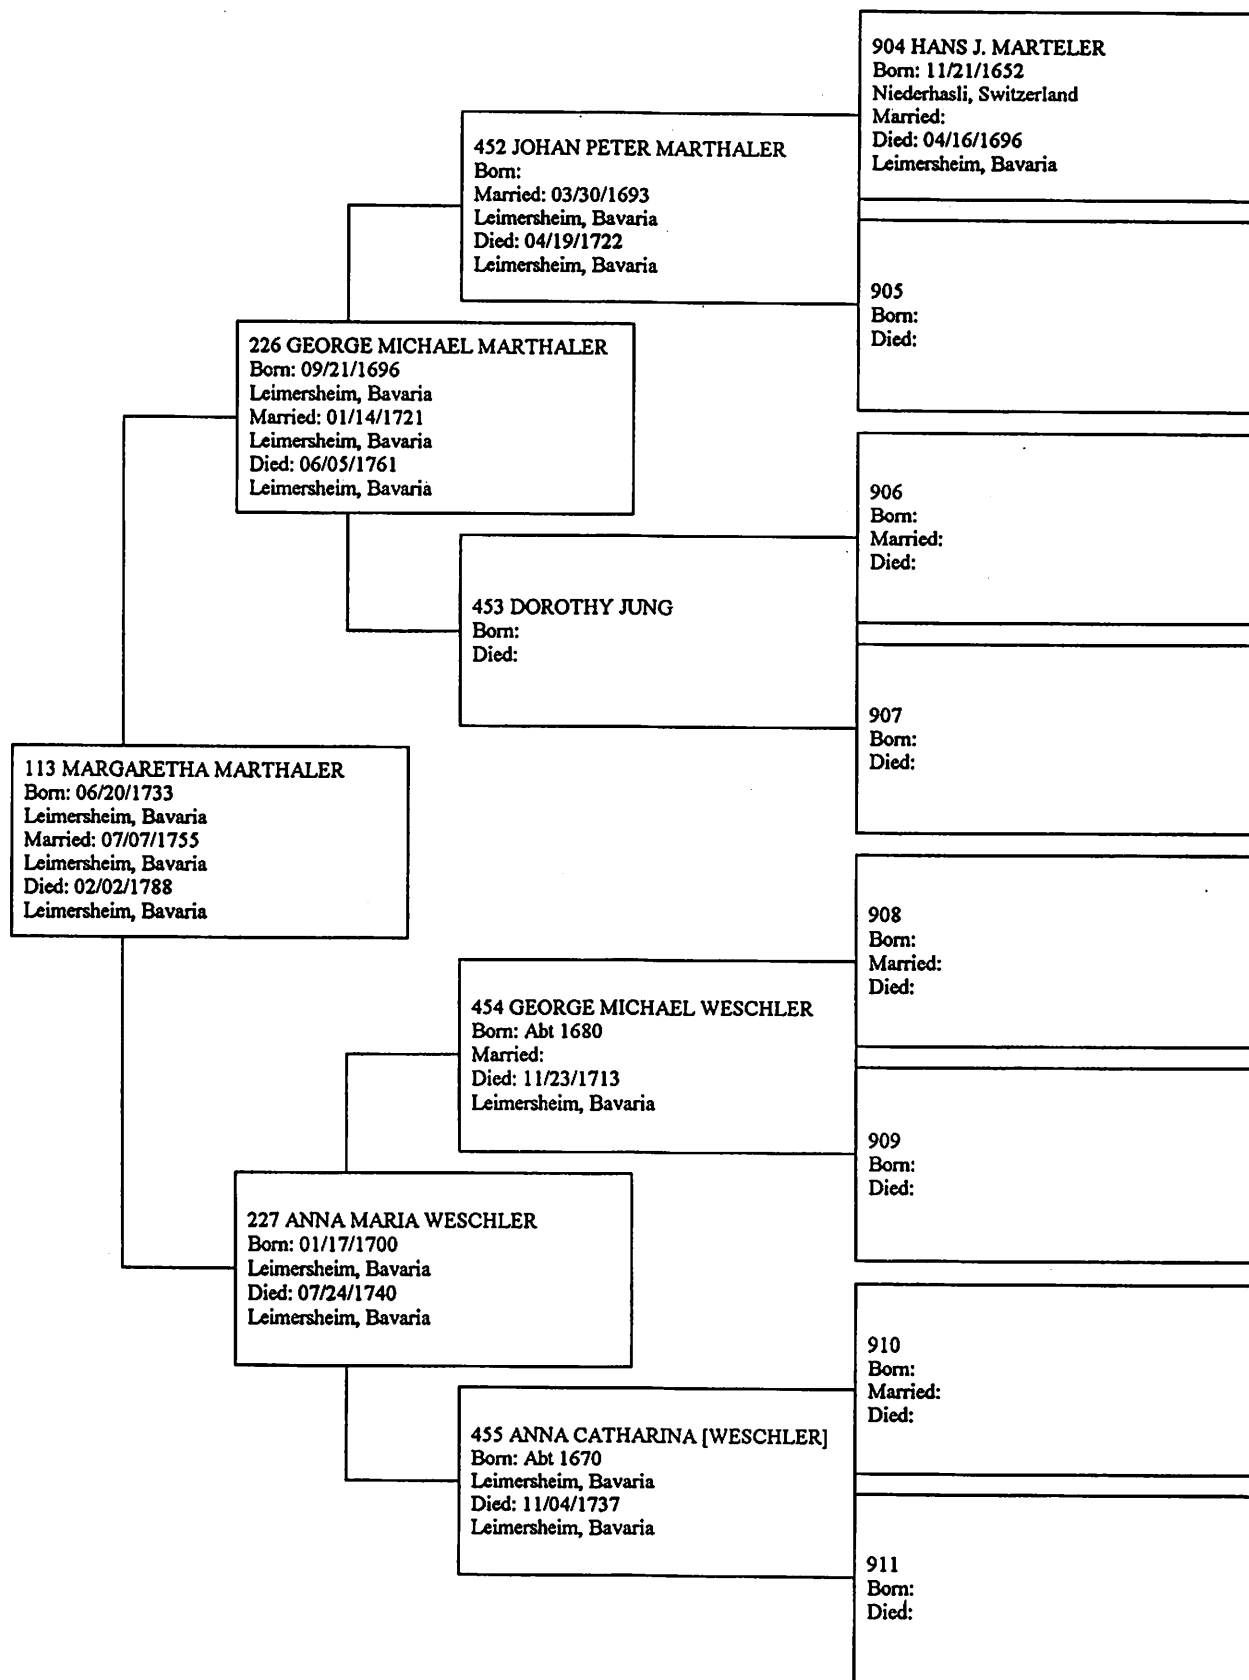 904 HANS J. MARTELER
Born: 11/21/1652
Niederhasli, Switzerland
Married:
Died: 04/16/1696
Leimersheim, Bavaria
452 JOHAN PETER MARTHALER
Born:
Married: 03/30/1693
Leimersheim, Bavaria
Died: 04/19/1722
Leimersheim, Bavaria
905
Born:
Died:
226 GEORGE MICHAEL MARTHALER
Born: 09/21/1696
Leimersheim, Bavaria
Married: 01/14/1721
Leimersheim, Bavaria
Died: 06/05/1761
Leimersheim, Bavaria
906
Born:
Married:
Died:
453 DOROTHY JUNG
Born:
Died:
907
Born:
Died:
113 MARGARETHA MARTHALER
Born: 06/20/1733
Leimersheim, Bavaria
Married: 07/07/1755
Leimersheim, Bavaria
Died: 02/02/1788
Leimersheim, Bavaria
908
Born:
Married:
Died:
454 GEORGE MICHAEL WESCHLER
Born: Abt 1680
Married:
Died: 11/23/1713
Leimersheim, Bavaria
909
Born:
Died:
227 ANNA MARIA WESCHLER
Born: 01/17/1700
Leimersheim, Bavaria
Died: 07/24/1740
Leimersheim, Bavaria
910
Born:
Married:
Died:
455 ANNA CATHARINA [WESCHLER]
Born: Abt 1670
Leimersheim, Bavaria
Died: 11/04/1737
Leimersheim, Bavaria
911
Born:
Died: